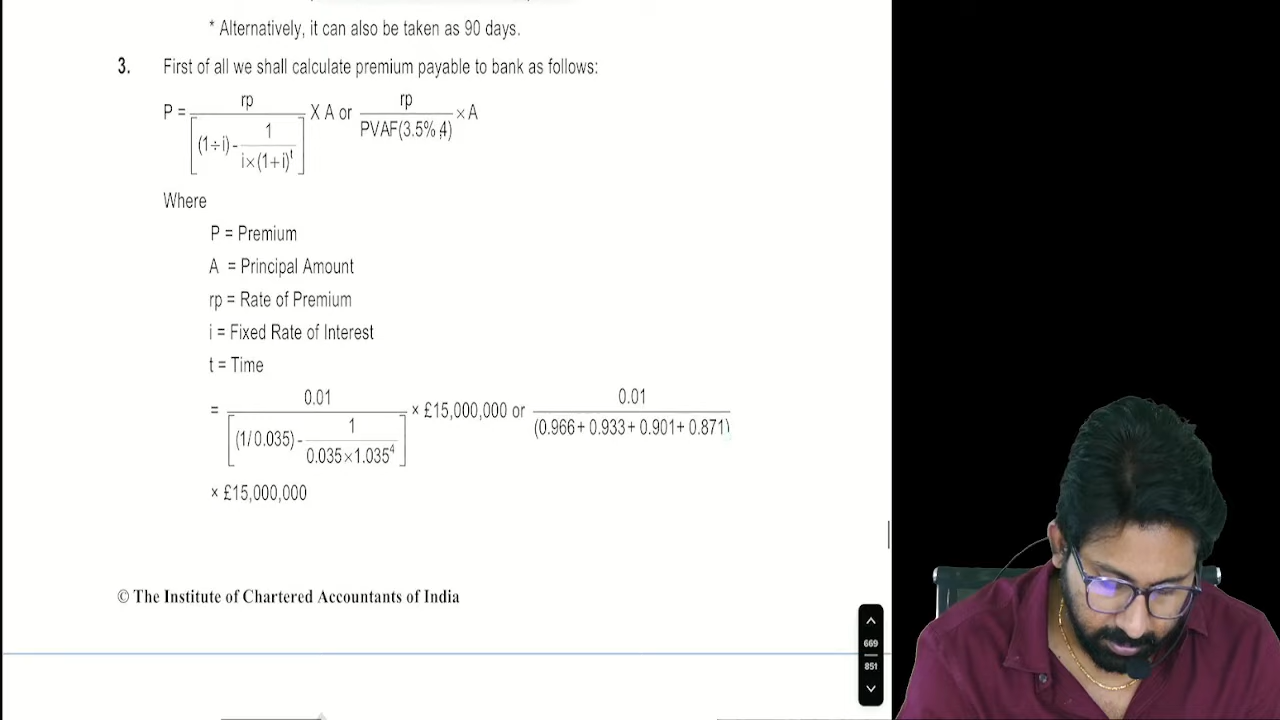 * Alternatively, it can also be taken as 90 days.
3. First of all we shall calculate premium payable to bank as follows:
P = rp / [(1÷i) - 1 / i×(1+i)^t] X A or rp / PVAF(3.5%,4) × A
Where
P = Premium
A = Principal Amount
rp = Rate of Premium
i = Fixed Rate of Interest
t = Time
= 0.01 / [(1/0.035) - 1 / 0.035×1.035^4] × £15,000,000 or 0.01 / (0.966 + 0.933 + 0.901 + 0.871)
× £15,000,000
© The Institute of Chartered Accountants of India
669
851